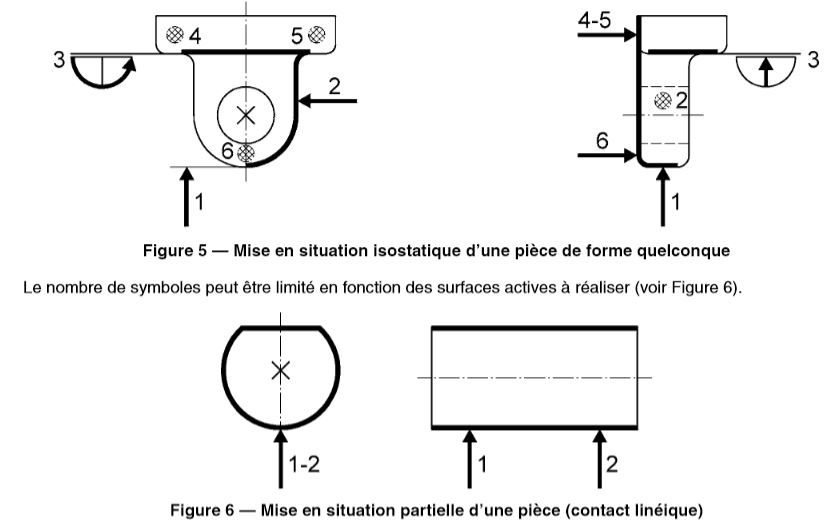 4 5
3
2
6
1
4-5
3
2
6
1
Figure 5 — Mise en situation isostatique d'une pièce de forme quelconque
Le nombre de symboles peut être limité en fonction des surfaces actives à réaliser (voir Figure 6).
1-2 1 2
Figure 6 — Mise en situation partielle d'une pièce (contact linéique)